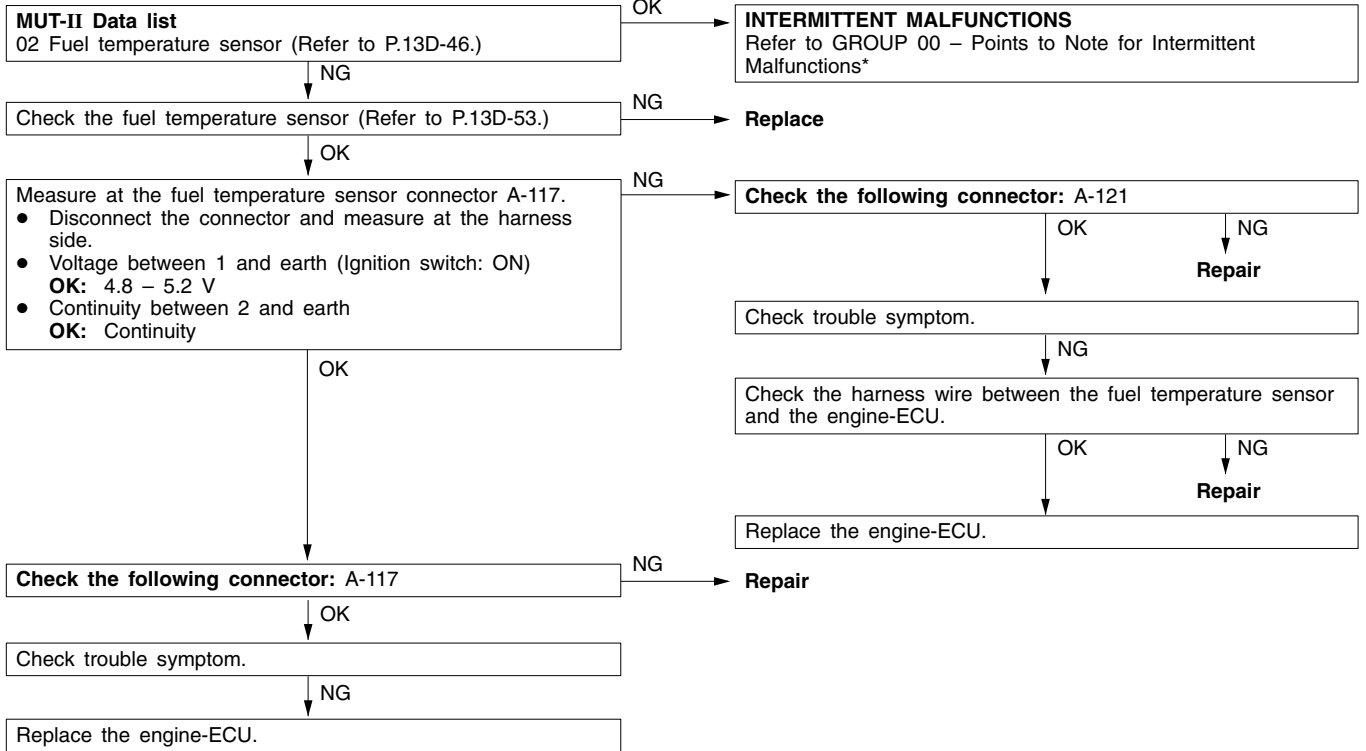 MUT-II Data list
02 Fuel temperature sensor (Refer to P.13D-46.)
OK
INTERMITTENT MALFUNCTIONS
Refer to GROUP 00 – Points to Note for Intermittent
Malfunctions*
NG
Check the fuel temperature sensor (Refer to P.13D-53.)
NG
Replace
OK
Measure at the fuel temperature sensor connector A-117.
● Disconnect the connector and measure at the harness
side.
● Voltage between 1 and earth (Ignition switch: ON)
OK: 4.8 – 5.2 V
● Continuity between 2 and earth
OK: Continuity
NG
Check the following connector: A-121
OK
NG
Repair
Check trouble symptom.
NG
Check the harness wire between the fuel temperature sensor
and the engine-ECU.
OK
NG
Repair
Replace the engine-ECU.
OK
Check the following connector: A-117
NG
Repair
OK
Check trouble symptom.
NG
Replace the engine-ECU.